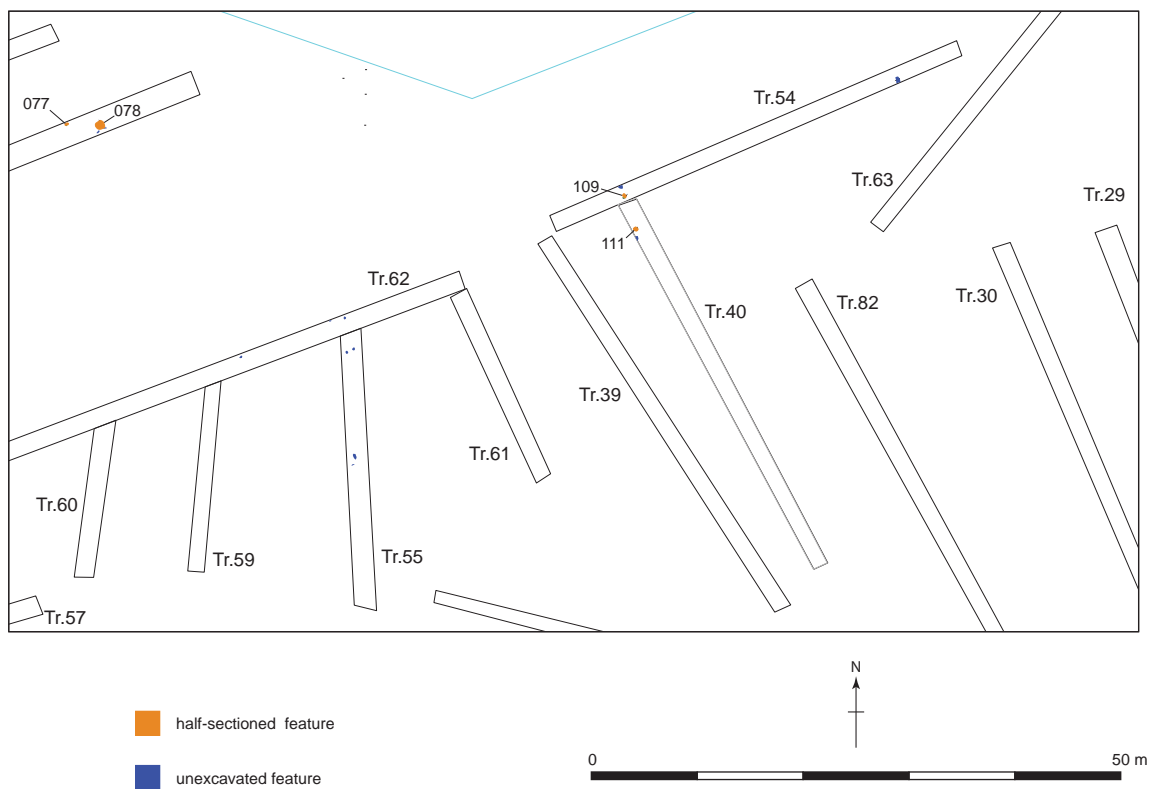 077
078
Tr.54
109
Tr.63
Tr.29
111
Tr.62
Tr.40
Tr.82
Tr.30
Tr.39
Tr.61
Tr.60
Tr.59
Tr.55
Tr.57
N
half-sectioned feature
0
50 m
unexcavated feature